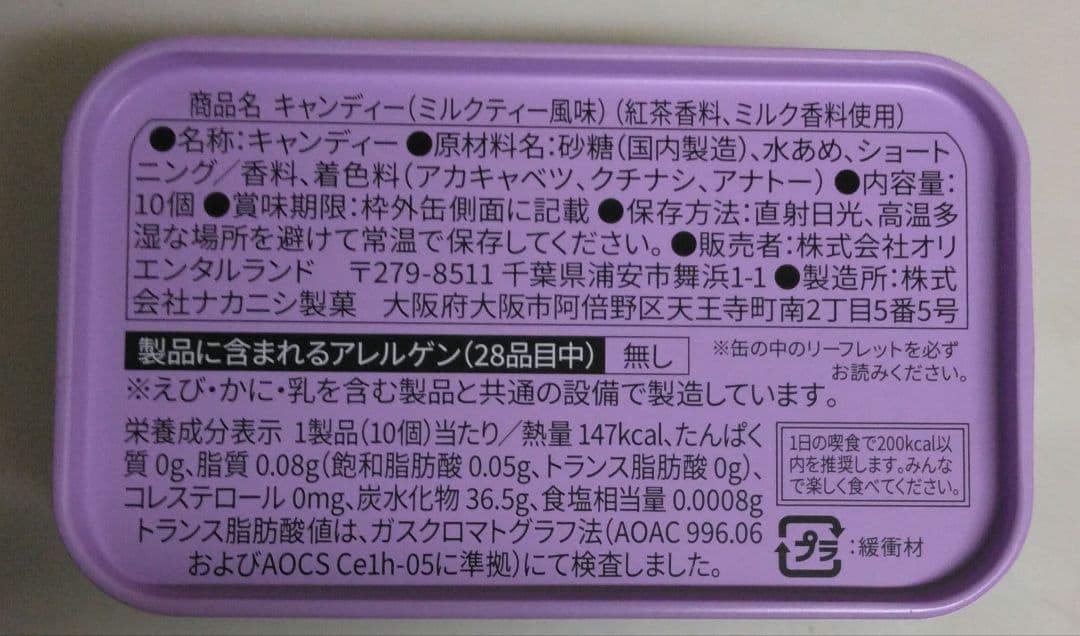 商品名 キャンディー(ミルクティー風味)(紅茶香料、ミルク香料使用)
●名称:キャンディー ●原材料名:砂糖(国内製造)、水あめ、ショート
ニング/香料、着色料(アカキャベツ、クチナシ、アナトー) ●内容量:
10個 ●賞味期限:枠外缶側面に記載 ●保存方法:直射日光、高温多
湿な場所を避けて常温で保存してください。 ●販売者:株式会社オリ
エンタルランド 〒279-8511 千葉県浦安市舞浜1-1 ●製造所:株式
会社ナカニシ製菓 大阪府大阪市阿倍野区天王寺町南2丁目5番5号
製品に含まれるアレルゲン(28品目中) 無し
※缶の中のリーフレットを必ず
お読みください。
※えび・かに・乳を含む製品と共通の設備で製造しています。
栄養成分表示 1製品(10個)当たり/熱量 147kcal、たんぱく
質 0g、脂質 0.08g(飽和脂肪酸 0.05g、トランス脂肪酸 0g)、
コレステロール 0mg、炭水化物 36.5g、食塩相当量 0.0008g
トランス脂肪酸値は、ガスクロマトグラフ法(AOAC 996.06
およびAOCS Ce1h-05に準拠)にて検査しました。
1日の喫食で200kcal以
内を推奨します。みんな
で楽しく食べてください。
プラ :緩衝材